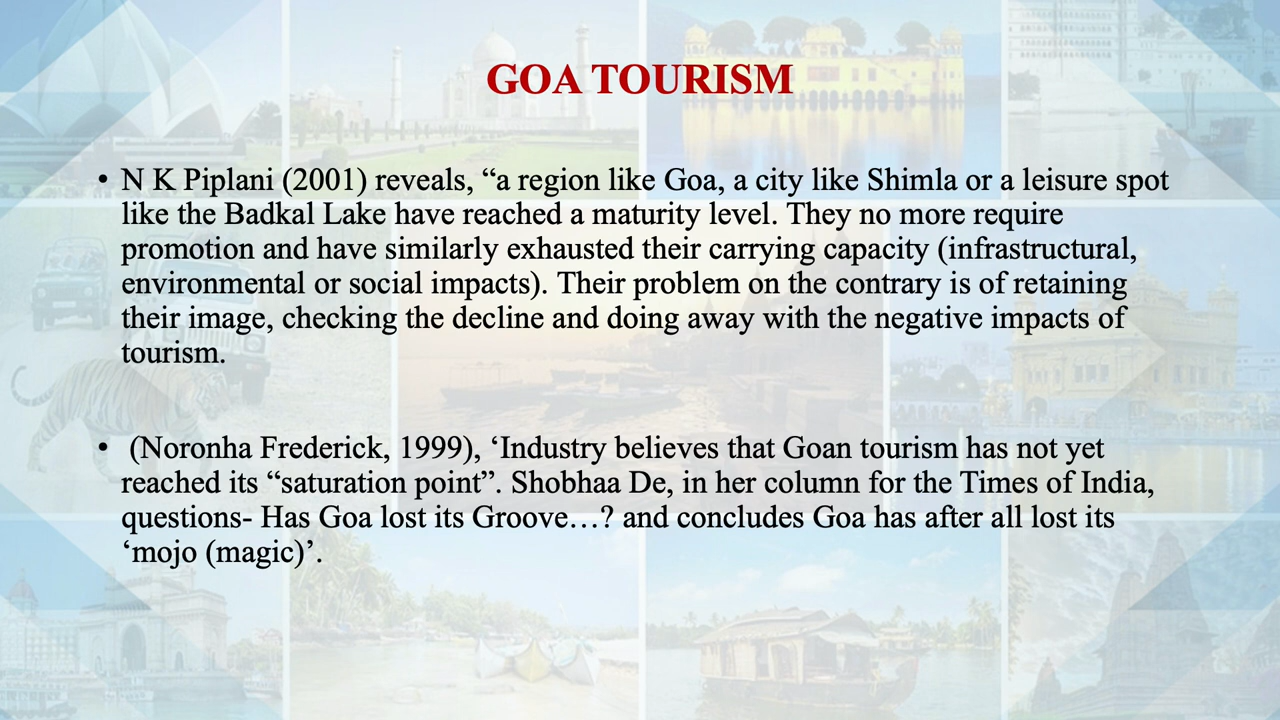 GOA TOURISM
• N K Piplani (2001) reveals, “a region like Goa, a city like Shimla or a leisure spot
like the Badkal Lake have reached a maturity level. They no more require
promotion and have similarly exhausted their carrying capacity (infrastructural,
environmental or social impacts). Their problem on the contrary is of retaining
their image, checking the decline and doing away with the negative impacts of
tourism.
• (Noronha Frederick, 1999), ‘Industry believes that Goan tourism has not yet
reached its “saturation point”. Shobhaa De, in her column for the Times of India,
questions- Has Goa lost its Groove…? and concludes Goa has after all lost its
‘mojo (magic)’.